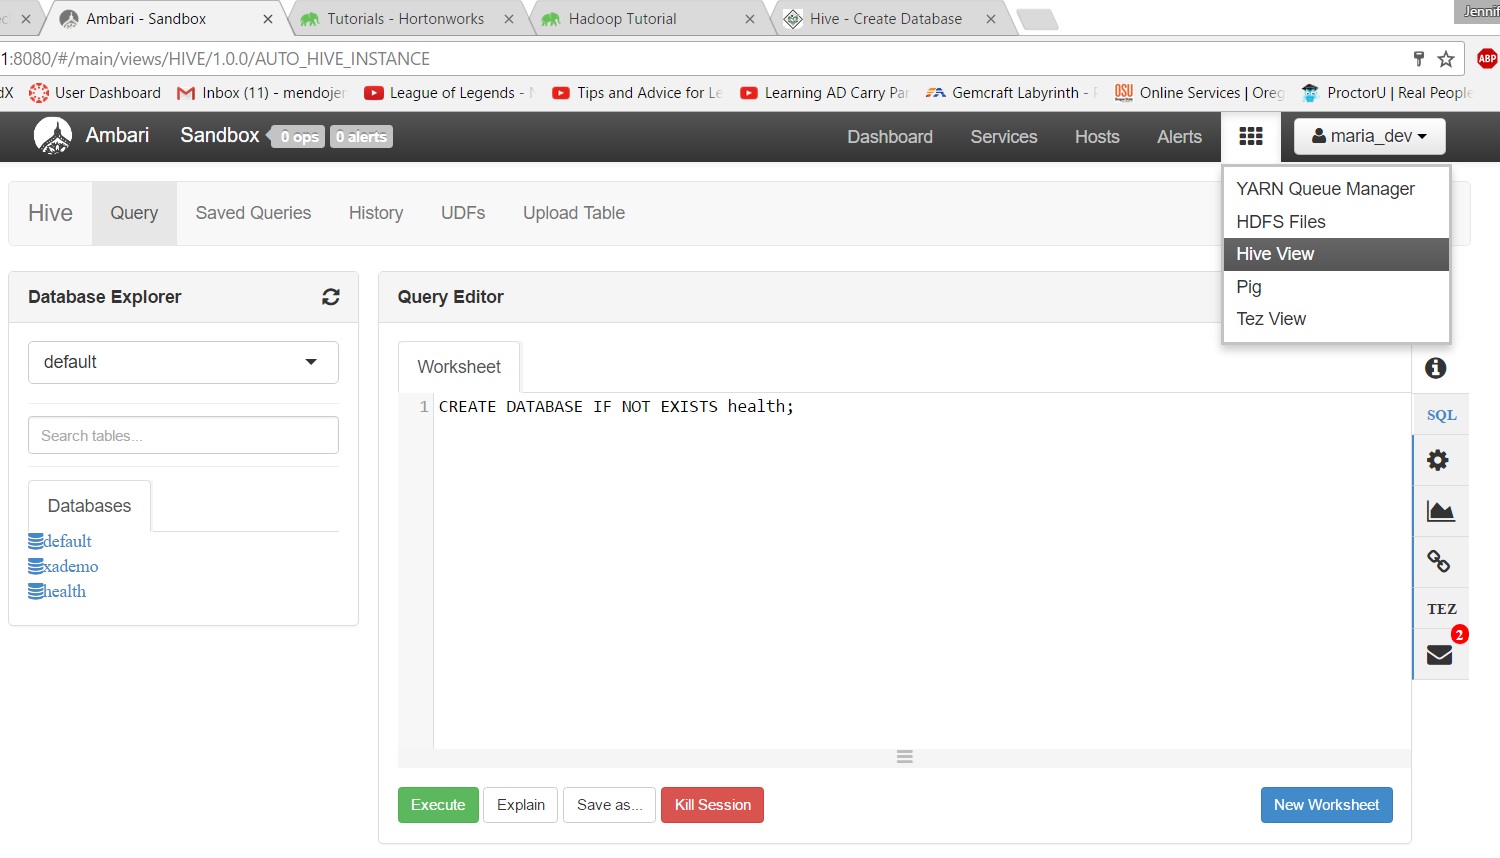 Ambari - Sandbox
Tutorials - Hortonworks
Hadoop Tutorial
Hive - Create Database
1:8080/#/main/views/HIVE/1.0.0/AUTO_HIVE_INSTANCE
ABP
User Dashboard
Inbox (11) - mendojer
League of Legends -
Tips and Advice for Le
Learning AD Carry Par
Gemcraft Labyrinth -
OSU
Online Services | Oreg
ProctorU | Real People
Ambari
Sandbox
0 ops
0 alerts
Dashboard
Services
Hosts
Alerts
maria_dev
YARN Queue Manager
HDFS Files
Hive View
Pig
Tez View
Hive
Query
Saved Queries
History
UDFs
Upload Table
Database Explorer
default
Search tables...
Databases
default
xademo
health
Query Editor
Worksheet
1 CREATE DATABASE IF NOT EXISTS health;
SQL
TEZ
2
Execute
Explain
Save as...
Kill Session
New Worksheet